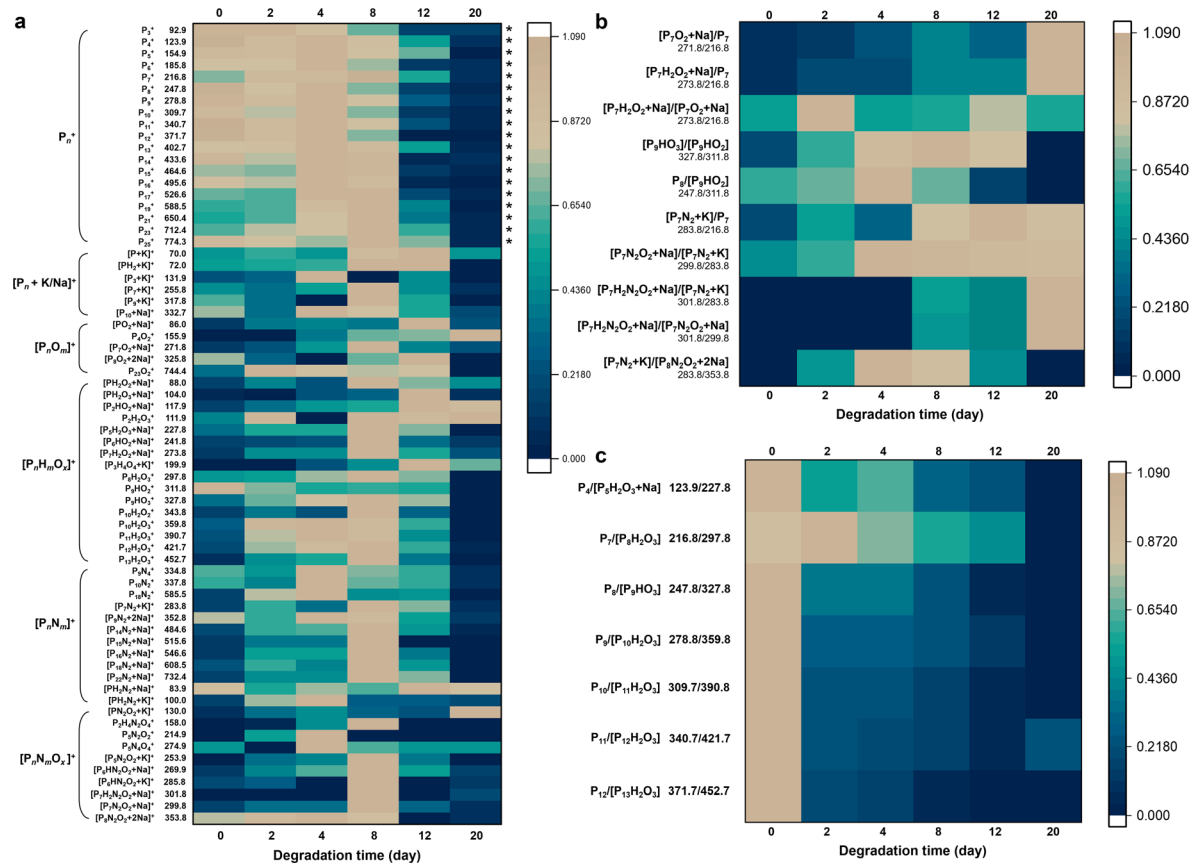 a
0 2 4 8 12 20
Pn+
P3+ 92.9 *
P4+ 123.9 *
P5+ 154.9 *
P6+ 185.8 *
P7+ 216.8 *
P8+ 247.8 *
P9+ 278.8 *
P10+ 309.7 *
P11+ 340.7 *
P12+ 371.7 *
P13+ 402.7 *
P14+ 433.6 *
P15+ 464.6 *
P16+ 495.6 *
P17+ 526.6 *
P19+ 588.5 *
P21+ 650.4 *
P23+ 712.4 *
P25+ 774.3 *
[Pn + K/Na]+
[P+K]+ 70.0
[PH2+K]+ 72.0
[P3+K]+ 131.9
[P7+K]+ 255.8
[P9+K]+ 317.8
[P10+Na]+ 332.7
[PnOm]+
[PO2+Na]+ 86.0
P4O2+ 155.9
[P7O2+Na]+ 271.8
[P8O2+2Na]+ 325.8
P23O2+ 744.4
[PnHmOx]+
[PH2O2+Na]+ 88.0
[PH2O3+Na]+ 104.0
[P2HO2+Na]+ 117.9
P2H2O3+ 111.9
[P5H2O3+Na]+ 227.8
[P6HO2+Na]+ 241.8
[P7H2O2+Na]+ 273.8
[P3H4O4+K]+ 199.9
P8H2O3+ 297.8
P9HO2+ 311.8
P9HO3+ 327.8
P10H2O2+ 343.8
P10H2O3+ 359.8
P11H2O3+ 390.7
P12H2O3+ 421.7
P13H2O3+ 452.7
[PnNm]+
P9N4+ 334.8
P10N2+ 337.8
P18N2+ 585.5
[P7N2+K]+ 283.8
[P9N2+2Na]+ 352.8
[P14N2+Na]+ 484.6
[P15N2+Na]+ 515.6
[P16N2+Na]+ 546.6
[P18N2+Na]+ 608.5
[P22N2+Na]+ 732.4
[PH2N2+Na]+ 83.9
[PH2N2+K]+ 100.0
[PnNmOx]+
[PN2O2+K]+ 130.0
P2H4N2O4+ 158.0
P5N2O2+ 214.9
P5N4O4+ 274.9
[P5N2O2+K]+ 253.9
[P6HN2O2+Na]+ 269.9
[P6HN2O2+K]+ 285.8
[P7H2N2O2+Na]+ 301.8
[P7N2O2+Na]+ 299.8
[P8N2O2+2Na]+ 353.8
0 2 4 8 12 20
Degradation time (day)
1.090
0.8720
0.6540
0.4360
0.2180
0.000
b
0 2 4 8 12 20
[P7O2+Na]/P7
271.8/216.8
[P7H2O2+Na]/P7
273.8/216.8
[P7H2O2+Na]/[P7O2+Na]
273.8/216.8
[P9HO3]/[P9HO2]
327.8/311.8
P8/[P9HO2]
247.8/311.8
[P7N2+K]/P7
283.8/216.8
[P7N2O2+Na]/[P7N2+K]
299.8/283.8
[P7H2N2O2+Na]/[P7N2+K]
301.8/283.8
[P7H2N2O2+Na]/[P7N2O2+Na]
301.8/299.8
[P7N2+K]/[P8N2O2+2Na]
283.8/353.8
0 2 4 8 12 20
Degradation time (day)
1.090
0.8720
0.6540
0.4360
0.2180
0.000
c
0 2 4 8 12 20
P4/[P5H2O3+Na] 123.9/227.8
P7/[P8H2O3] 216.8/297.8
P8/[P9HO3] 247.8/327.8
P9/[P10H2O3] 278.8/359.8
P10/[P11H2O3] 309.7/390.8
P11/[P12H2O3] 340.7/421.7
P12/[P13H2O3] 371.7/452.7
0 2 4 8 12 20
Degradation time (day)
1.090
0.8720
0.6540
0.4360
0.2180
0.000